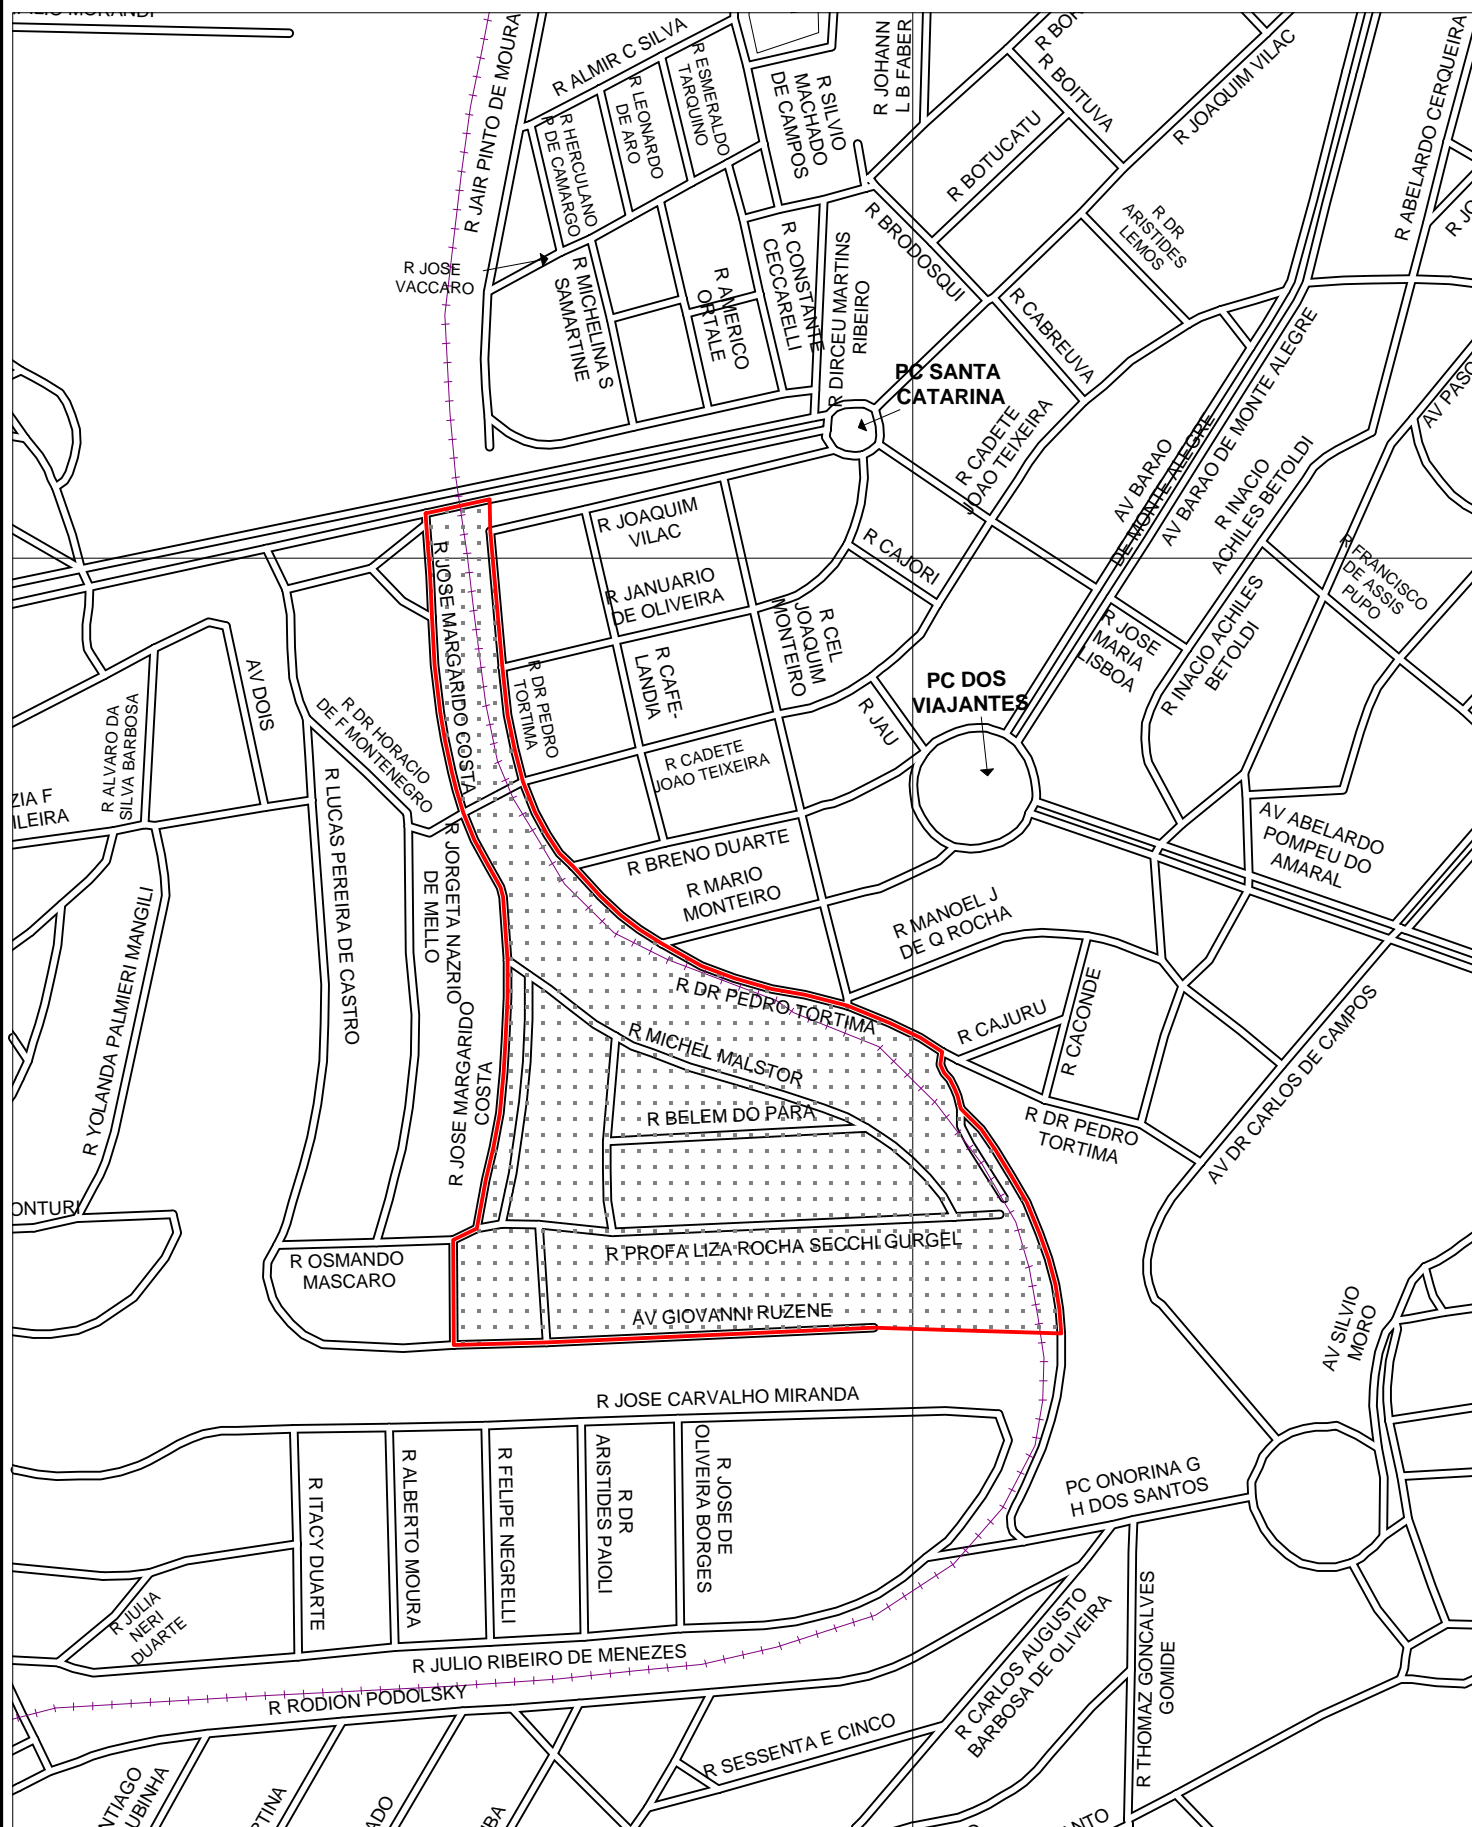 R JAIR PINTO DE MOURA
R ALMIR C SILVA
R ESMERALDO
TARQUINO
R LEONARDO
DE ARO
R HERCULANO
P DE CAMARGO
R SILVIO
MACHADO
DE CAMPOS
R JOHANN
L B FABER
R BOITUVA
R JOAQUIM VILAC
R BOTUCATU
R ABELARDO CERQUEIRA
R DR
ARISTIDES
LEMOS
R BRODOSQUI
R CABREUVA
R JOSE
VACCARO
R MICHELINA S
SAMARTINE
R AMERICO
ORTALE
R CONSTANTE
CECCARELLI
R DIRCEU MARTINS
RIBEIRO
PC SANTA
CATARINA
R CADETE
JOAO TEIXEIRA
AV BARAO
DE MONTE ALEGRE
AV BARAO DE MONTE ALEGRE
R INACIO
ACHILES BETOLDI
R FRANCISCO
DE ASSIS
PUPO
R JOAQUIM
VILAC
R CAJORI
R JANUARIO
DE OLIVEIRA
R JOSE MARGARIDO COSTA
R CEL
JOAQUIM
MONTEIRO
R JOSE
MARIA
LISBOA
R INACIO ACHILES
BETOLDI
R CAFE-
LANDIA
R DR PEDRO
TORTIMA
PC DOS
VIAJANTES
R JAU
R CADETE
JOAO TEIXEIRA
AV DOIS
R ALVARO DA
SILVA BARBOSA
R DR HORACIO
DE F MONTENEGRO
R LUCAS PEREIRA DE CASTRO
R JORGETA NAZRIO
DE MELLO
R BRENO DUARTE
R MARIO
MONTEIRO
AV ABELARDO
POMPEU DO
AMARAL
R MANOEL J
DE Q ROCHA
R YOLANDA PALMIERI MANGILI
R DR PEDRO TORTIMA
R CAJURU
R CACONDE
AV DR CARLOS DE CAMPOS
R JOSE MARGARIDO
COSTA
R MICHEL MALSTOR
R BELEM DO PARA
R DR PEDRO
TORTIMA
R PROFA LIZA ROCHA SECCHI GURGEL
R OSMANDO
MASCARO
AV GIOVANNI RUZENE
AV SILVIO
MORO
R JOSE CARVALHO MIRANDA
R ITACY DUARTE
R ALBERTO MOURA
R FELIPE NEGRELLI
R DR
ARISTIDES PAIOLI
R JOSE DE
OLIVEIRA BORGES
PC ONORINA G
H DOS SANTOS
R JULIA
NERI
DUARTE
R JULIO RIBEIRO DE MENEZES
R RODION PODOLSKY
R SESSENTA E CINCO
R CARLOS AUGUSTO
BARBOSA DE OLIVEIRA
R THOMAZ GONCALVES
GOMIDE